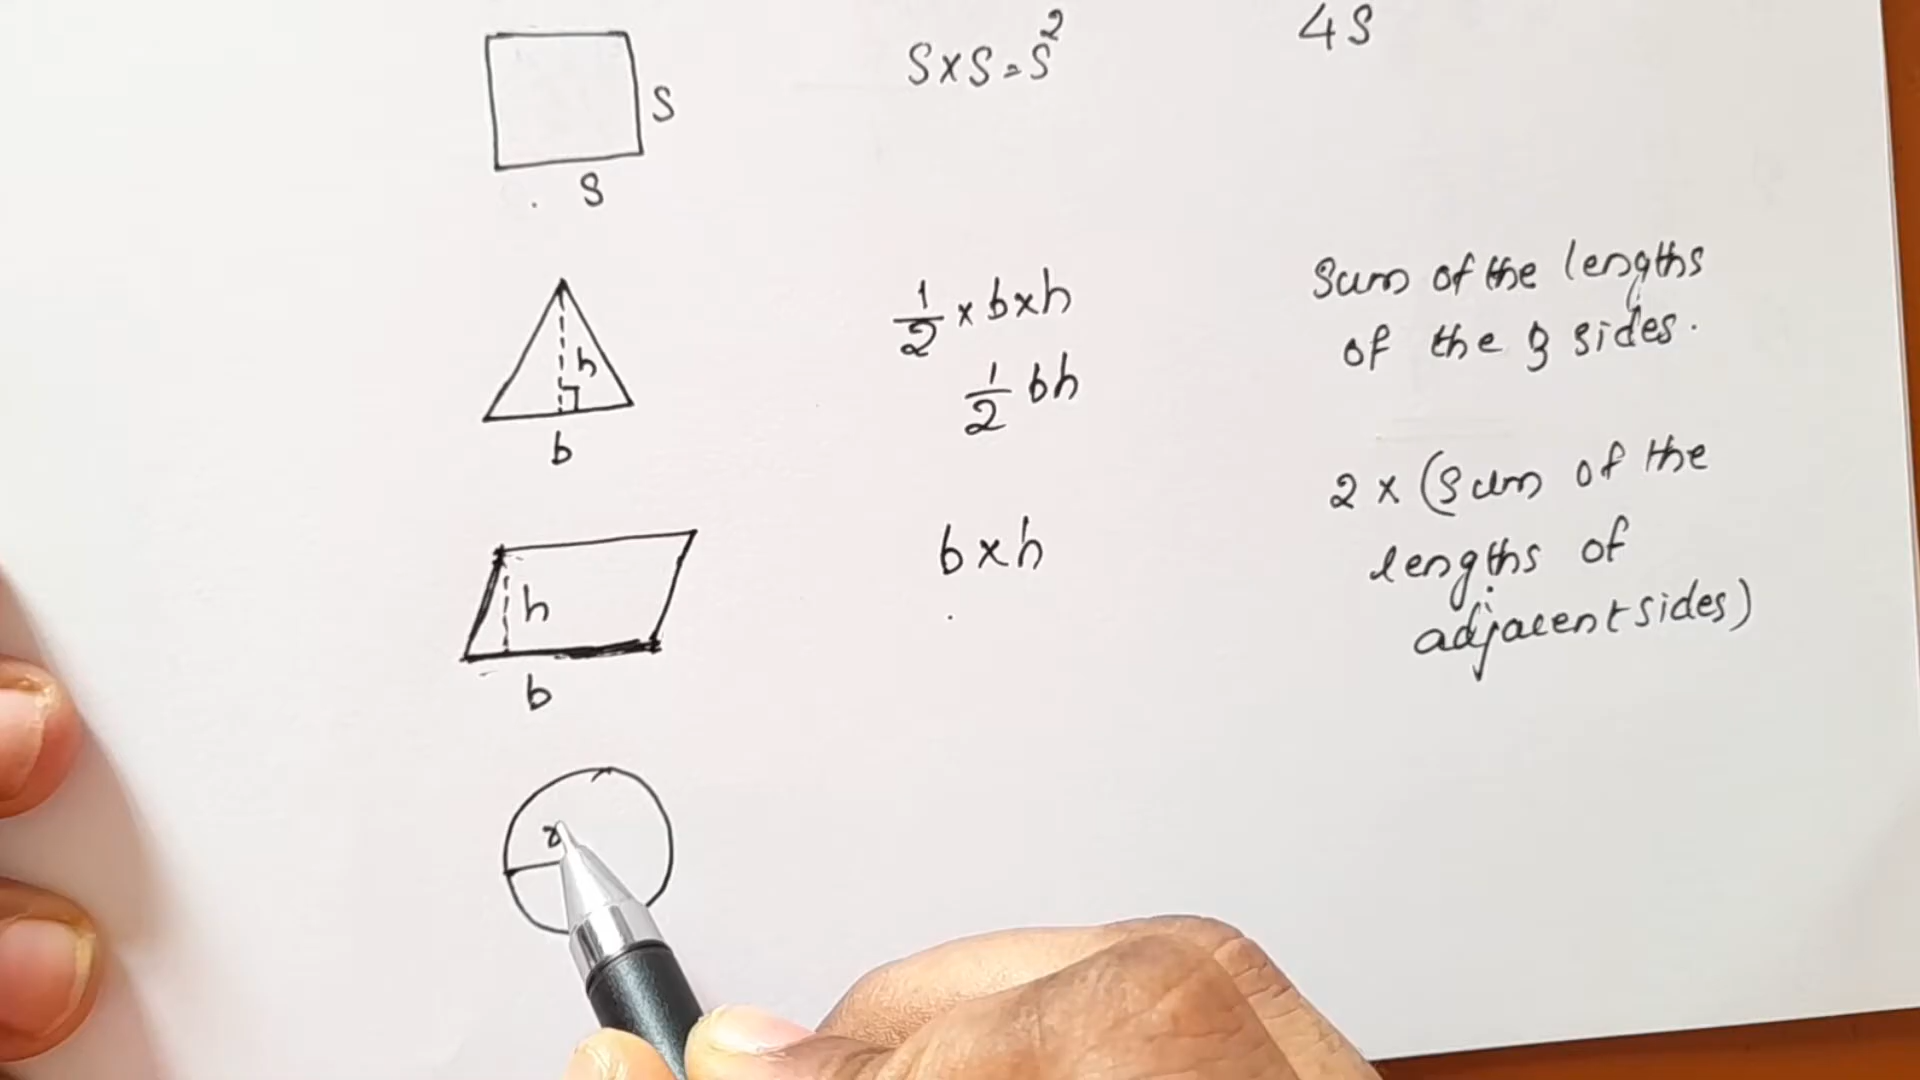 S×S=S² 4S
S
S
1/2 × b×h Sum of the lengths
h of the 3 sides.
1/2 bh
b
2 × (Sum of the
b×h lengths of
h adjacent sides)
b
r